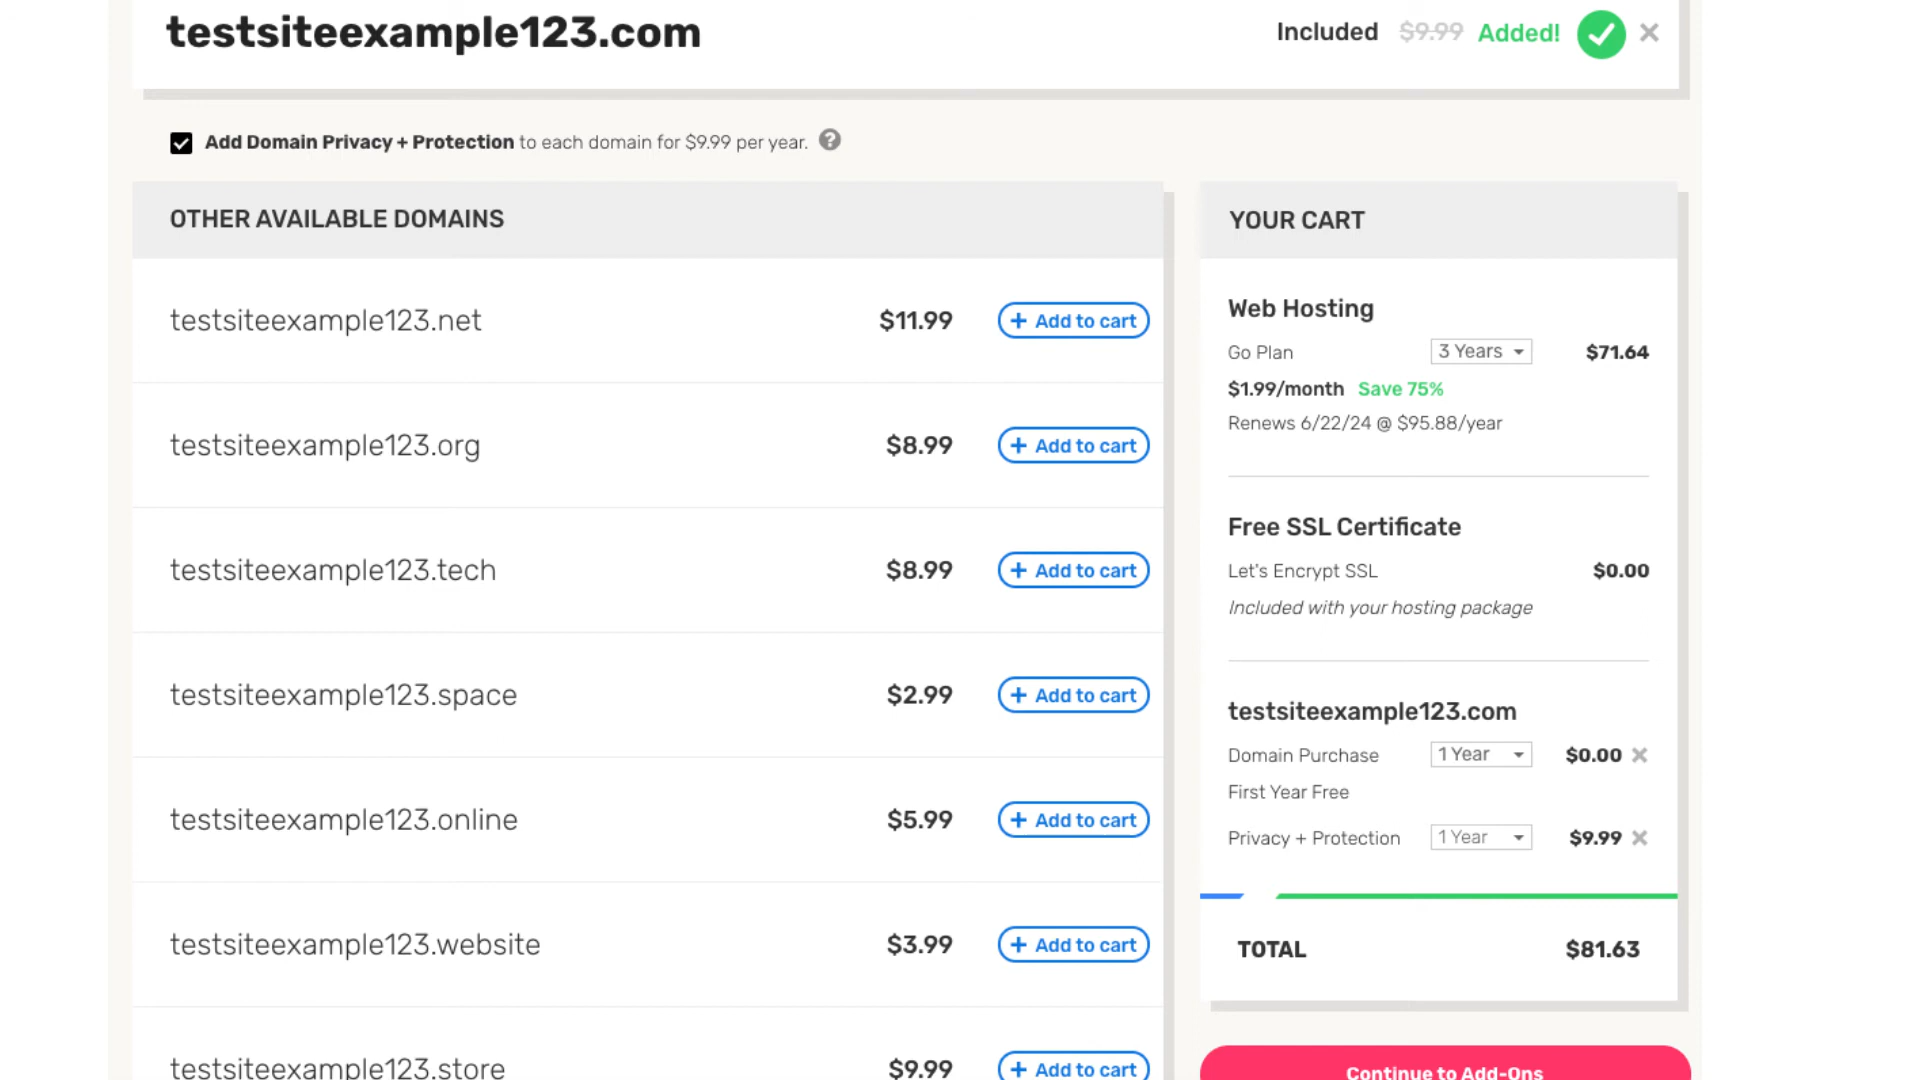 testsiteexample123.com
Included $9.99 Added!
Add Domain Privacy + Protection to each domain for $9.99 per year. ?
OTHER AVAILABLE DOMAINS
testsiteexample123.net $11.99 + Add to cart
testsiteexample123.org $8.99 + Add to cart
testsiteexample123.tech $8.99 + Add to cart
testsiteexample123.space $2.99 + Add to cart
testsiteexample123.online $5.99 + Add to cart
testsiteexample123.website $3.99 + Add to cart
testsiteexample123.store $9.99 + Add to cart
YOUR CART
Web Hosting
Go Plan 3 Years $71.64
$1.99/month Save 75%
Renews 6/22/24 @ $95.88/year
Free SSL Certificate
Let's Encrypt SSL $0.00
Included with your hosting package
testsiteexample123.com
Domain Purchase 1 Year $0.00
First Year Free
Privacy + Protection 1 Year $9.99
TOTAL $81.63
Continue to Add-Ons